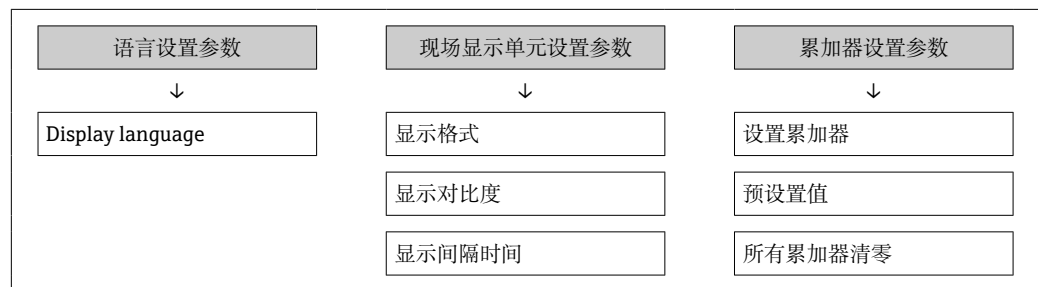 语言设置参数
↓
Display language
现场显示单元设置参数
↓
显示格式
显示对比度
显示间隔时间
累加器设置参数
↓
设置累加器
预设置值
所有累加器清零